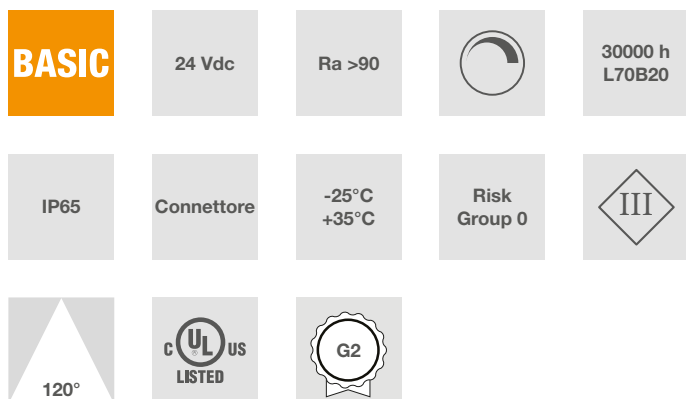 BASIC
24 Vdc
Ra >90
30000 h
L70B20
IP65
Connettore
-25°C
+35°C
Risk
Group 0
III
120°
C UL US
®
LISTED
G2